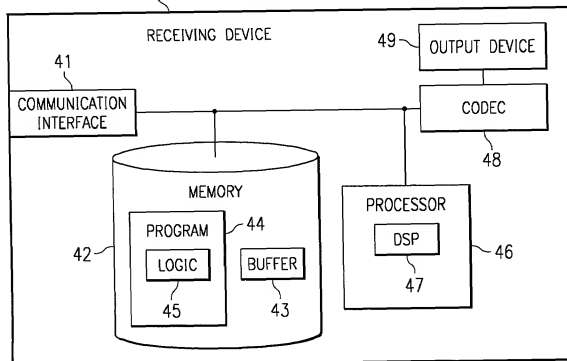 RECEIVING DEVICE
49
OUTPUT DEVICE
41
COMMUNICATION
INTERFACE
CODEC
48
MEMORY
PROCESSOR
PROGRAM
44
42
LOGIC
BUFFER
DSP
46
45
43
47